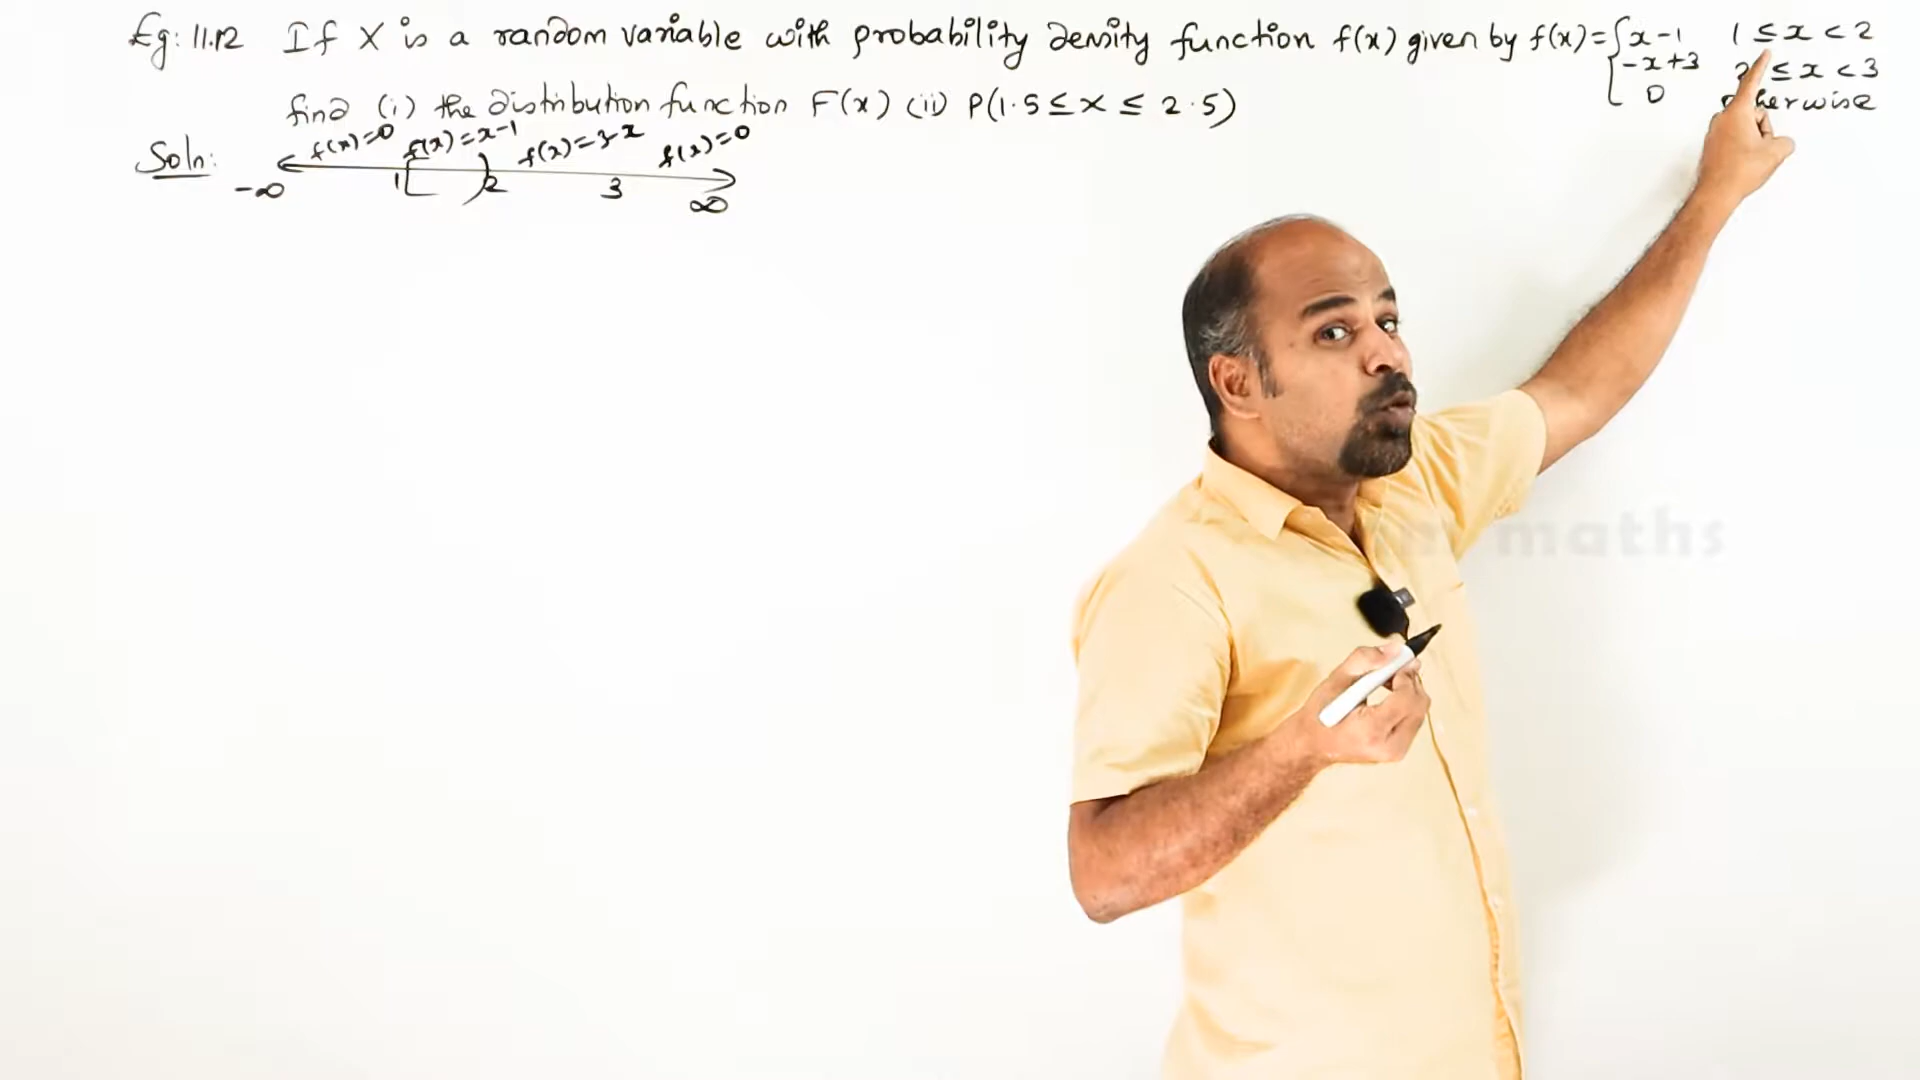 Eg: 11.12 If X is a random variable with probability density function f(x) given by f(x) = { x-1 1 ≤ x < 2
-x+3 2 ≤ x < 3
0 otherwise
find (i) the distribution function F(x) (ii) P(1.5 ≤ X ≤ 2.5)
Soln: f(x)=0 f(x)=x-1 f(x)=3-x f(x)=0
-∞ 1 [ ) 2 3 ∞
maths